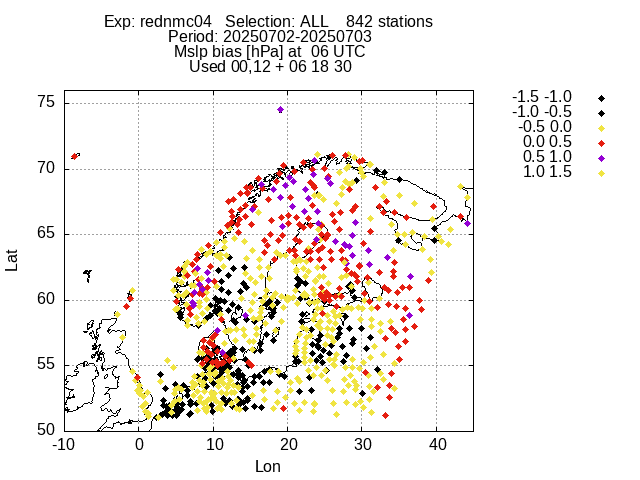 Exp: rednmc04 Selection: ALL 842 stations
Period: 20250702-20250703
Mslp bias [hPa] at 06 UTC
Used 00,12 + 06 18 30
-1.5 -1.0
-1.0 -0.5
-0.5 0.0
0.0 0.5
0.5 1.0
1.0 1.5
75
70
65
60
55
50
Lat
-10 0 10 20 30 40
Lon